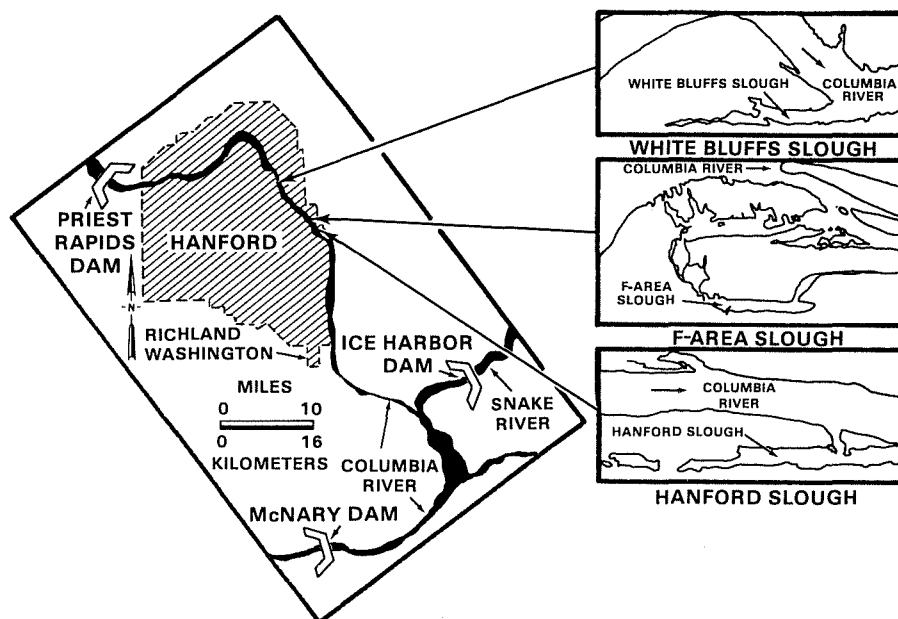 PRIEST
RAPIDS
DAM
HANFORD
N
RICHLAND
WASHINGTON
MILES
0 10
0 16
KILOMETERS
ICE HARBOR
DAM
SNAKE
RIVER
COLUMBIA
RIVER
McNARY DAM
WHITE BLUFFS SLOUGH
COLUMBIA
RIVER
WHITE BLUFFS SLOUGH
COLUMBIA RIVER
F-AREA
SLOUGH
F-AREA SLOUGH
COLUMBIA
RIVER
HANFORD SLOUGH
HANFORD SLOUGH